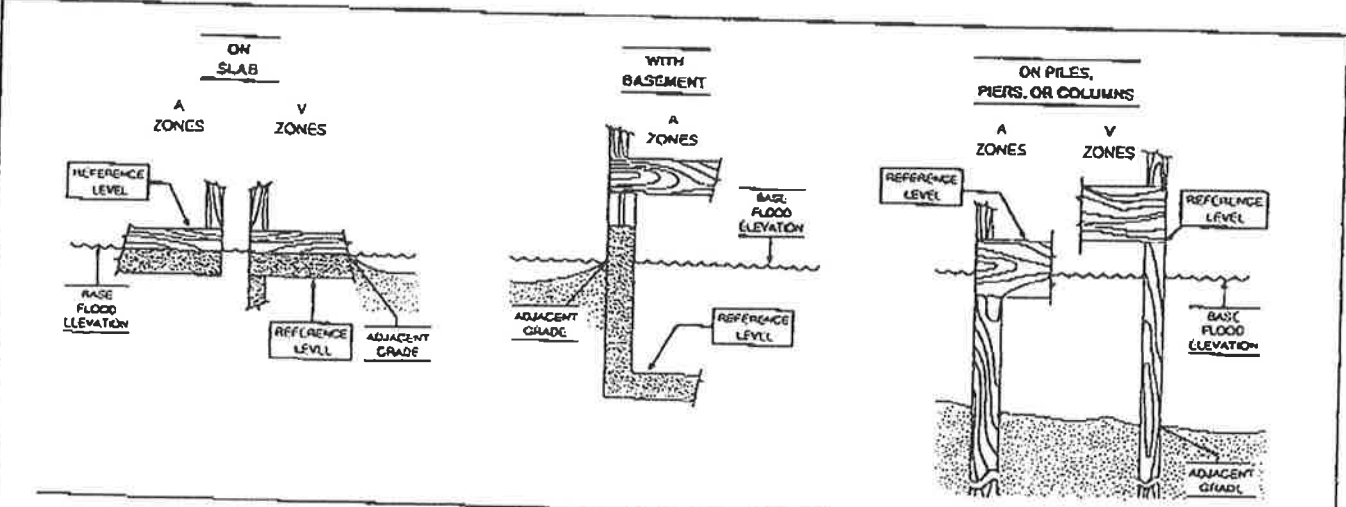 ON
SLAB
A
ZONES
V
ZONES
REFERENCE
LEVEL
BASE
FLOOD
ELEVATION
REFERENCE
LEVEL
ADJACENT
GRADE
WITH
BASEMENT
A
ZONES
BASE
FLOOD
ELEVATION
ADJACENT
GRADE
REFERENCE
LEVEL
ON PILES,
PIERS, OR COLUMNS
A
ZONES
V
ZONES
REFERENCE
LEVEL
REFERENCE
LEVEL
BASE
FLOOD
ELEVATION
ADJACENT
GRADE